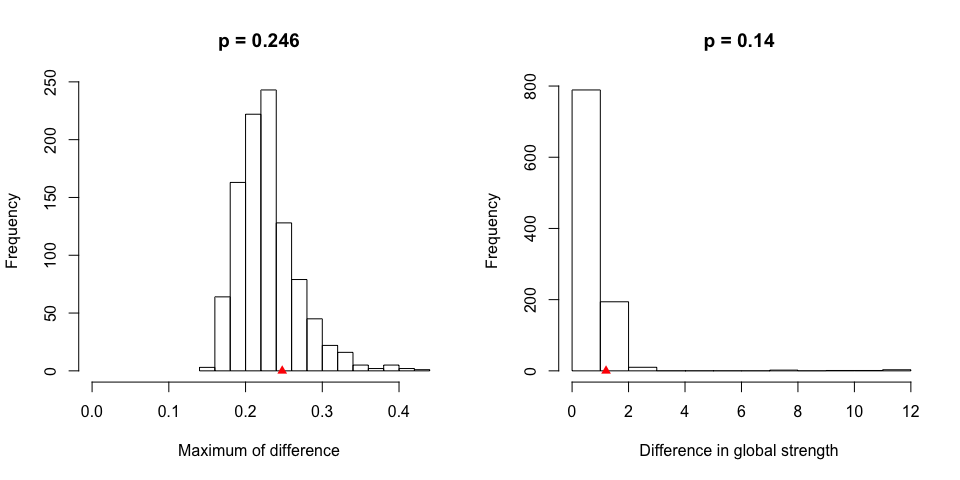 p = 0.246
Frequency
250
200
150
100
50
0
0.0 0.1 0.2 0.3 0.4
Maximum of difference
p = 0.14
Frequency
800
600
400
200
0
0 2 4 6 8 10 12
Difference in global strength